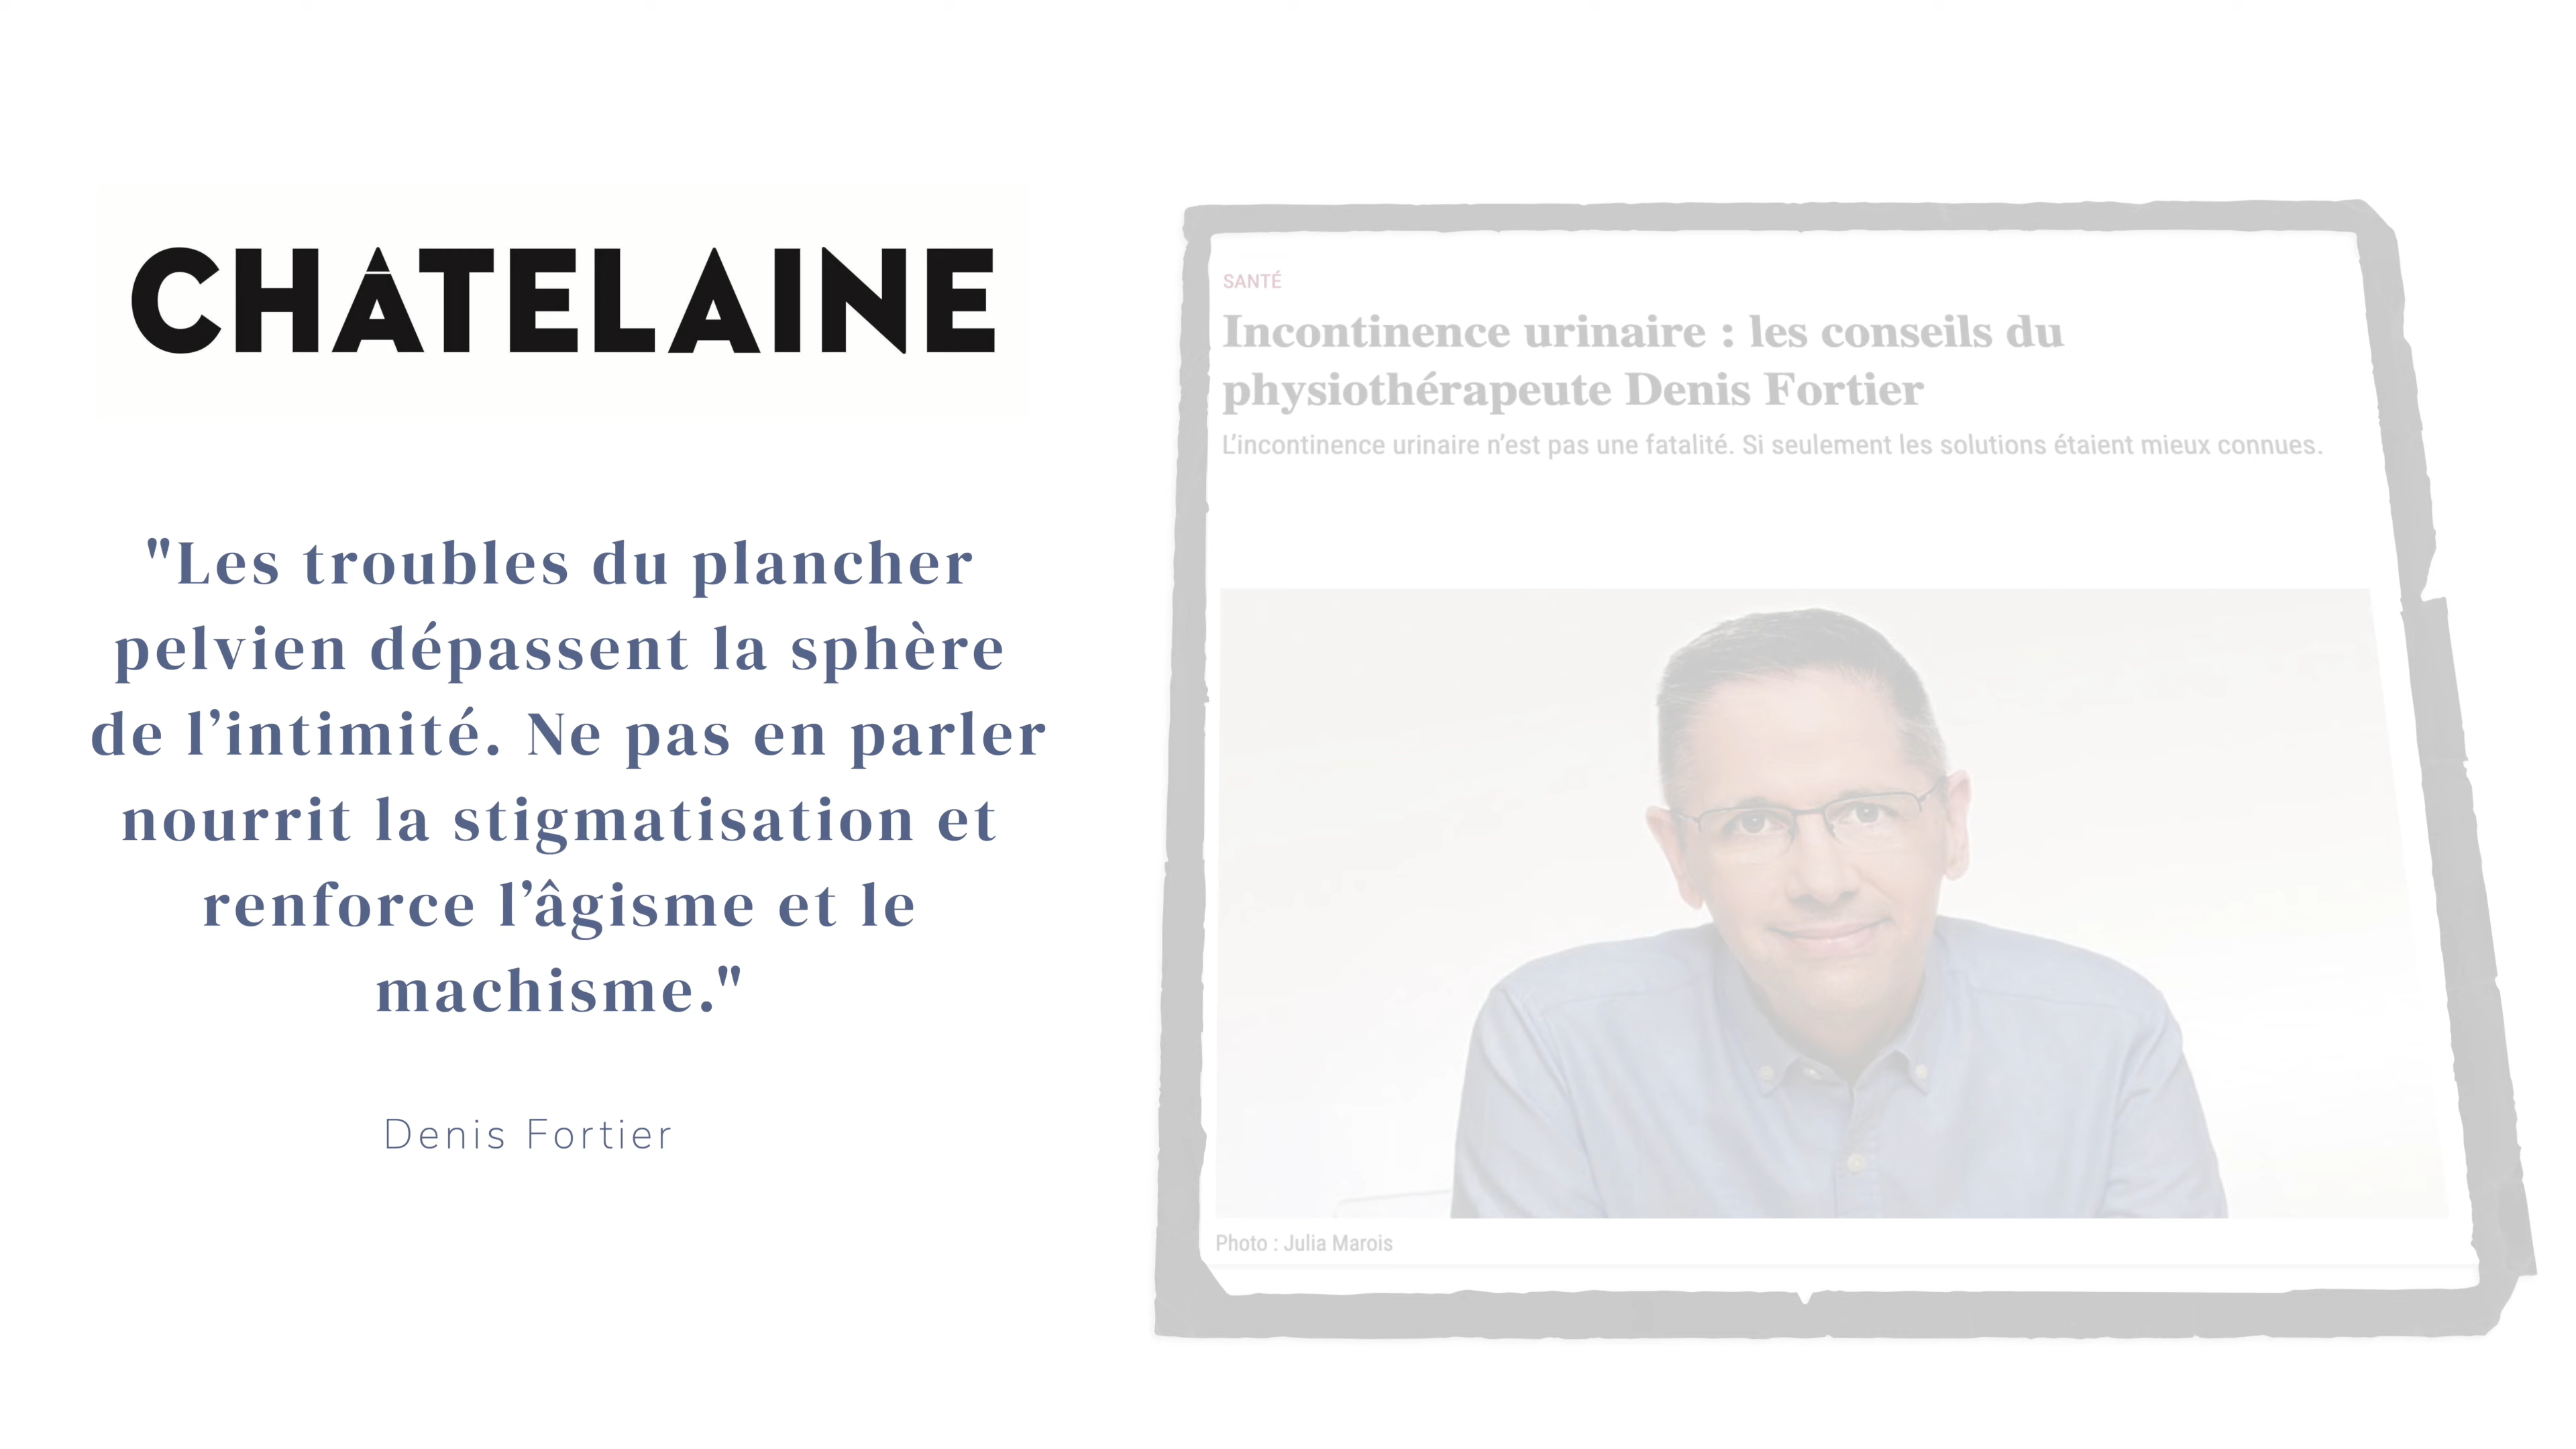 CHÂTELAINE
"Les troubles du plancher
pelvien dépassent la sphère
de l’intimité. Ne pas en parler
nourrit la stigmatisation et
renforce l’âgisme et le
machisme."
Denis Fortier
SANTÉ
Incontinence urinaire : les conseils du
physiothérapeute Denis Fortier
L’incontinence urinaire n’est pas une fatalité. Si seulement les solutions étaient mieux connues.
Photo : Julia Marois